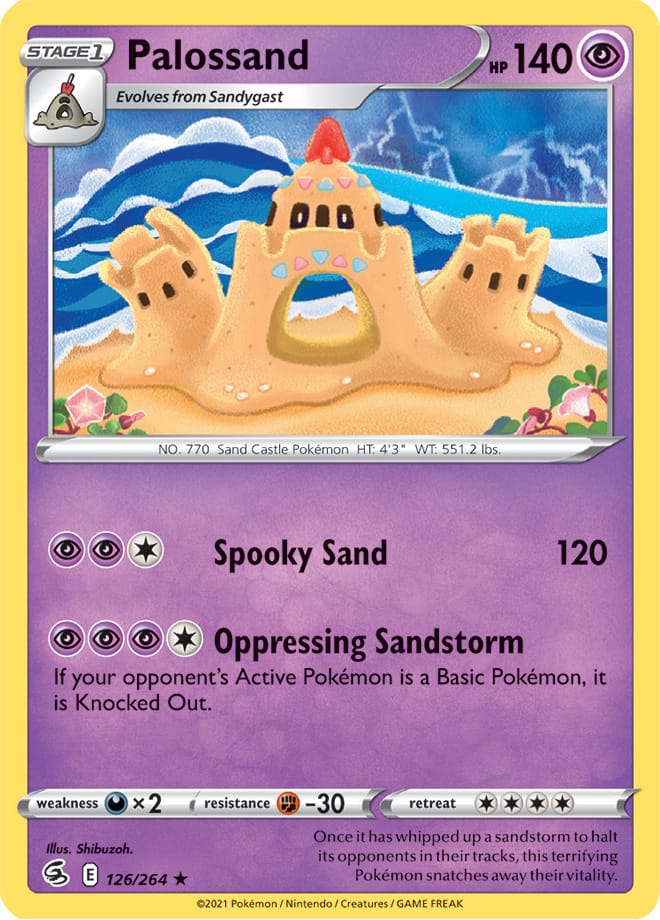 STAGE1 Palossand HP 140
Evolves from Sandygast
NO. 770 Sand Castle Pokémon HT: 4'3" WT: 551.2 lbs.
Spooky Sand 120
Oppressing Sandstorm
If your opponent's Active Pokémon is a Basic Pokémon, it
is Knocked Out.
weakness ×2 resistance -30 retreat
Illus. Shibuzoh.
E 126/264 ★
Once it has whipped up a sandstorm to halt
its opponents in their tracks, this terrifying
Pokémon snatches away their vitality.
©2021 Pokémon / Nintendo / Creatures / GAME FREAK